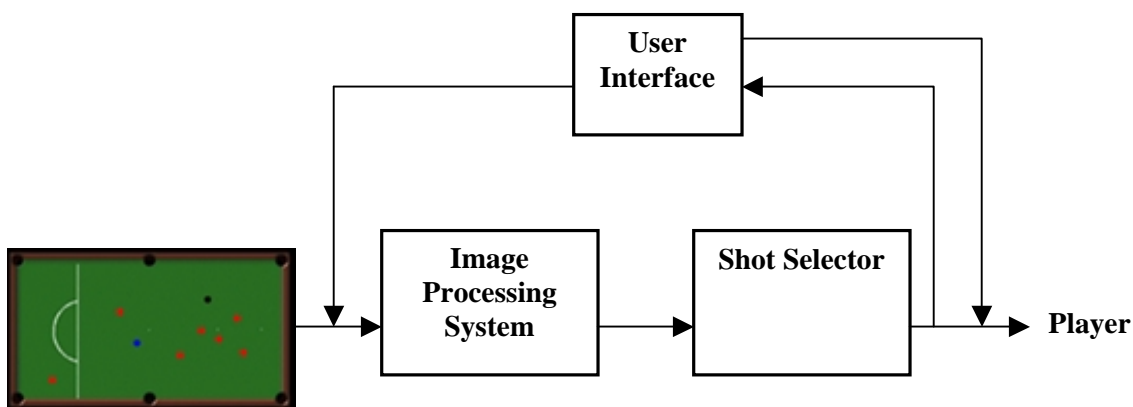 User
Interface
Image
Processing
System
Shot Selector
Player